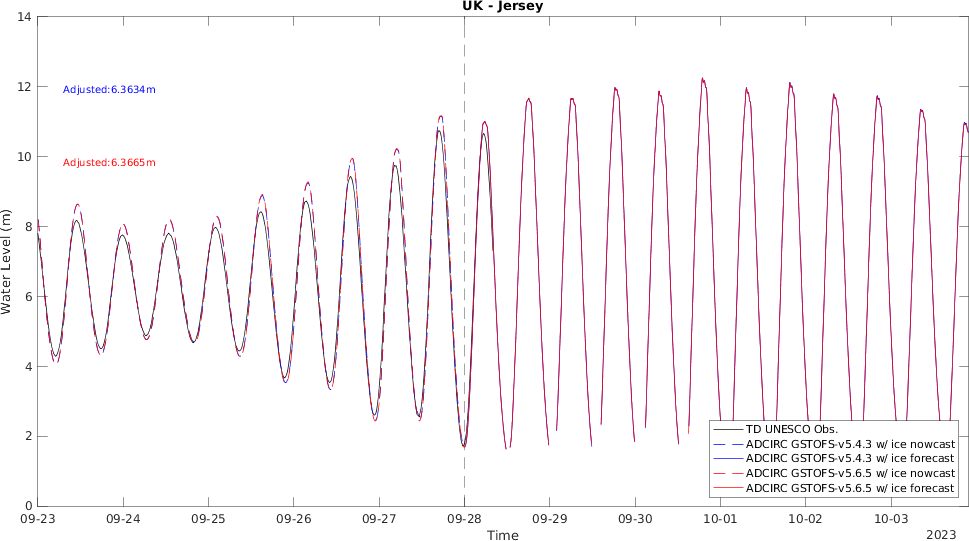 UK - Jersey
14
12
10
8
6
4
2
0
Water Level (m)
Adjusted:6.3634m
Adjusted:6.3665m
TD UNESCO Obs.
ADCIRC GSTOFS-v5.4.3 w/ ice nowcast
ADCIRC GSTOFS-v5.4.3 w/ ice forecast
ADCIRC GSTOFS-v5.6.5 w/ ice nowcast
ADCIRC GSTOFS-v5.6.5 w/ ice forecast
09-23 09-24 09-25 09-26 09-27 09-28 09-29 09-30 10-01 10-02 10-03
Time
2023